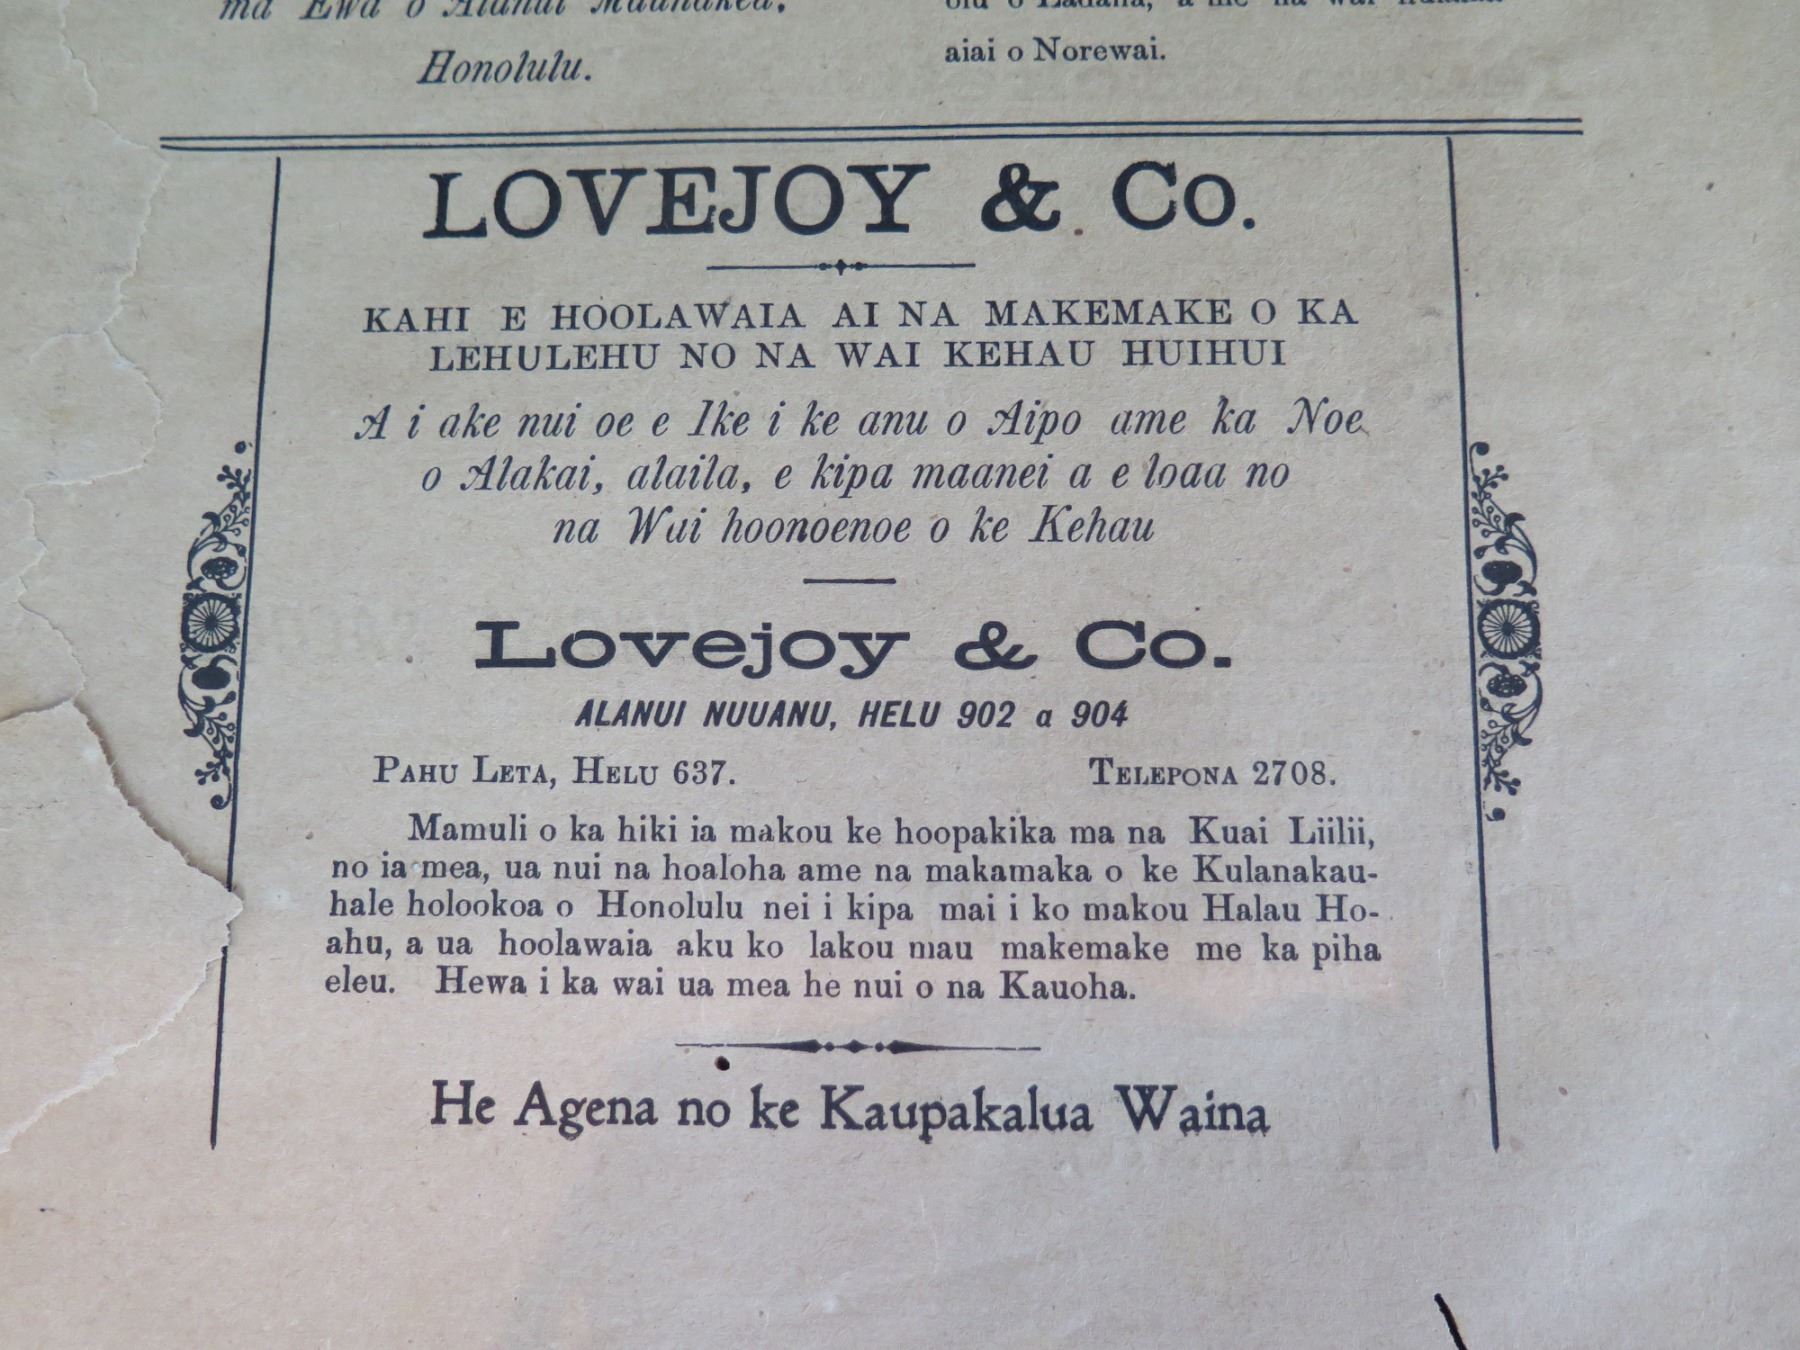 ma Ewa o Alanui Maunakea,
Honolulu.
aiai o Norewai.
LOVEJOY & Co.
KAHI E HOOLAWAIA AI NA MAKEMAKE O KA
LEHULEHU NO NA WAI KEHAU HUIHUI
A i ake nui oe e Ike i ke anu o Aipo ame ka Noe
o Alakai, alaila, e kipa maanei a e loaa no
na Wai hoonoenoe o ke Kehau
Lovejoy & Co.
ALANUI NUUANU, HELU 902 a 904
PAHU LETA, HELU 637.
TELEPONA 2708.
Mamuli o ka hiki ia makou ke hoopakika ma na Kuai Liilii,
no ia mea, ua nui na hoaloha ame na makamaka o ke Kulanakau-
hale holookoa o Honolulu nei i kipa mai i ko makou Halau Ho-
ahu, a ua hoolawaia aku ko lakou mau makemake me ka piha
eleu. Hewa i ka wai ua mea he nui o na Kauoha.
He Agena no ke Kaupakalua Waina